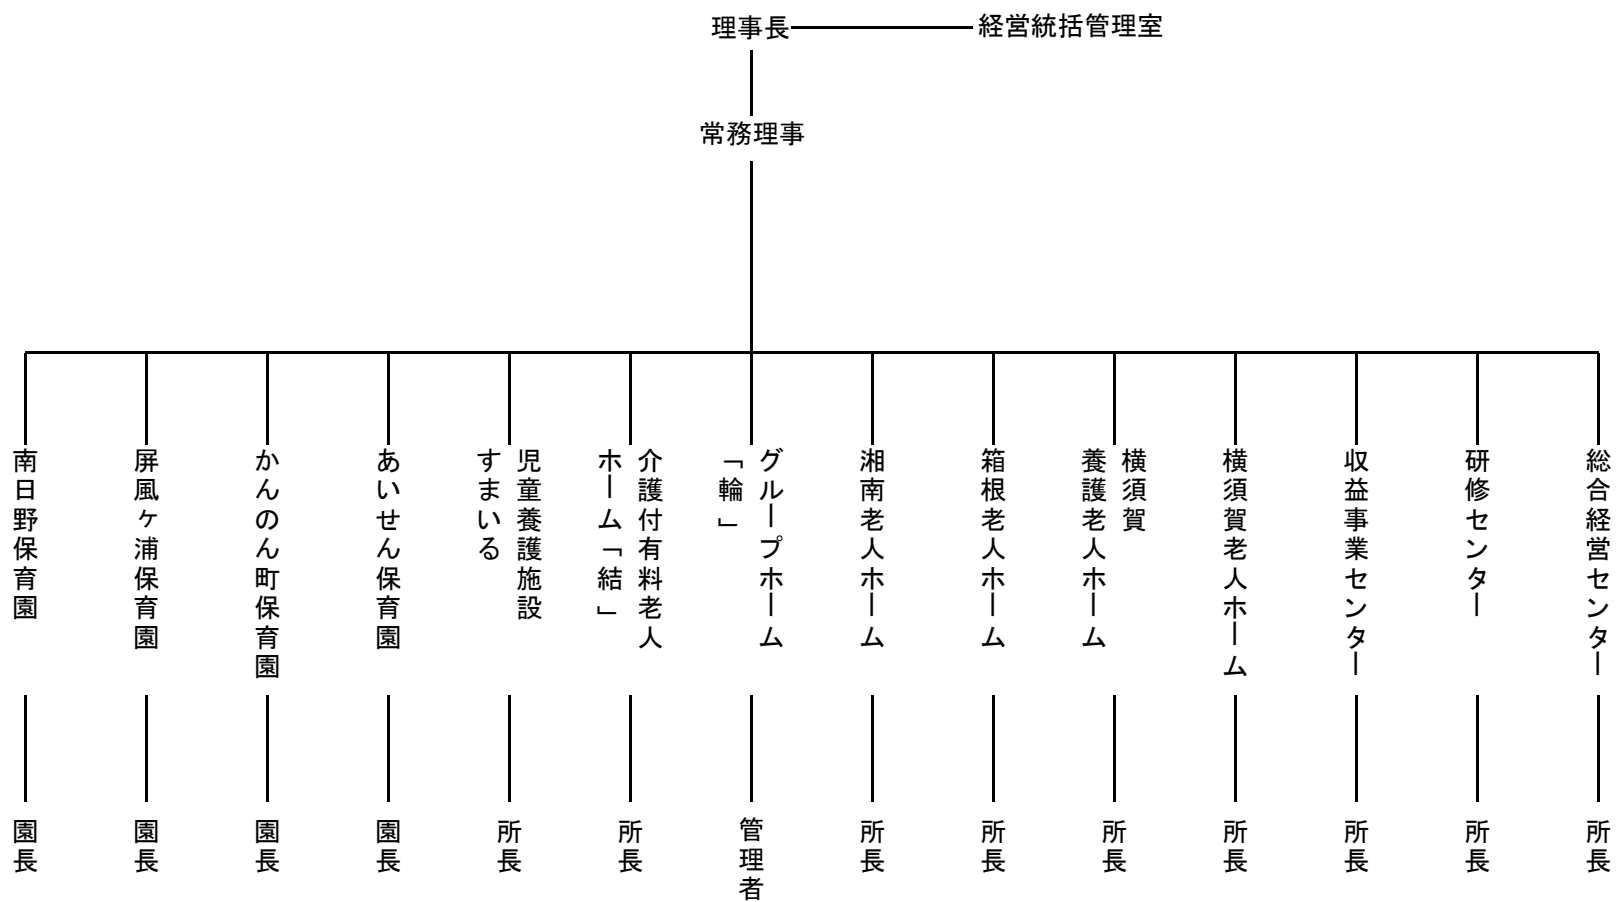 理事長
経営統括管理室
常務理事
南日野保育園
屏風ヶ浦保育園
かんのん町保育園
あいせん保育園
児童養護施設
すまいる
介護付有料老人
ホーム「結」
グループホーム
「輪」
湘南老人ホーム
箱根老人ホーム
横須賀
養護老人ホーム
横須賀老人ホーム
収益事業センター
研修センター
総合経営センター
園長
園長
園長
園長
所長
所長
管理者
所長
所長
所長
所長
所長
所長
所長